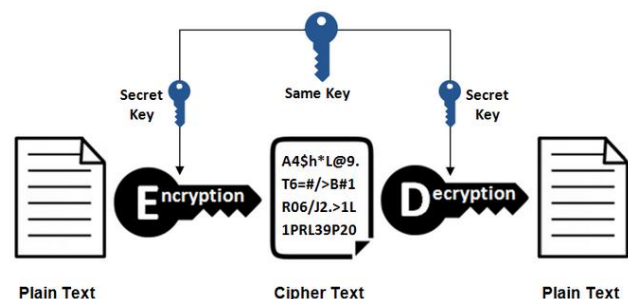 Secret
Key
Same Key
Secret
Key
Encryption
A4$h*L@9.
T6=#/>B#1
R06/J2.>1L
1PRL39P20
Decryption
Plain Text
Cipher Text
Plain Text